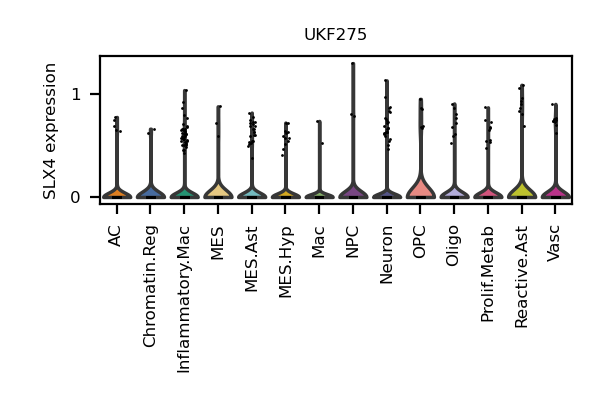 UKF275
SLX4 expression
1
0
AC
Chromatin.Reg
Inflammatory.Mac
MES
MES.Ast
MES.Hyp
Mac
NPC
Neuron
OPC
Oligo
Prolif.Metab
Reactive.Ast
Vasc